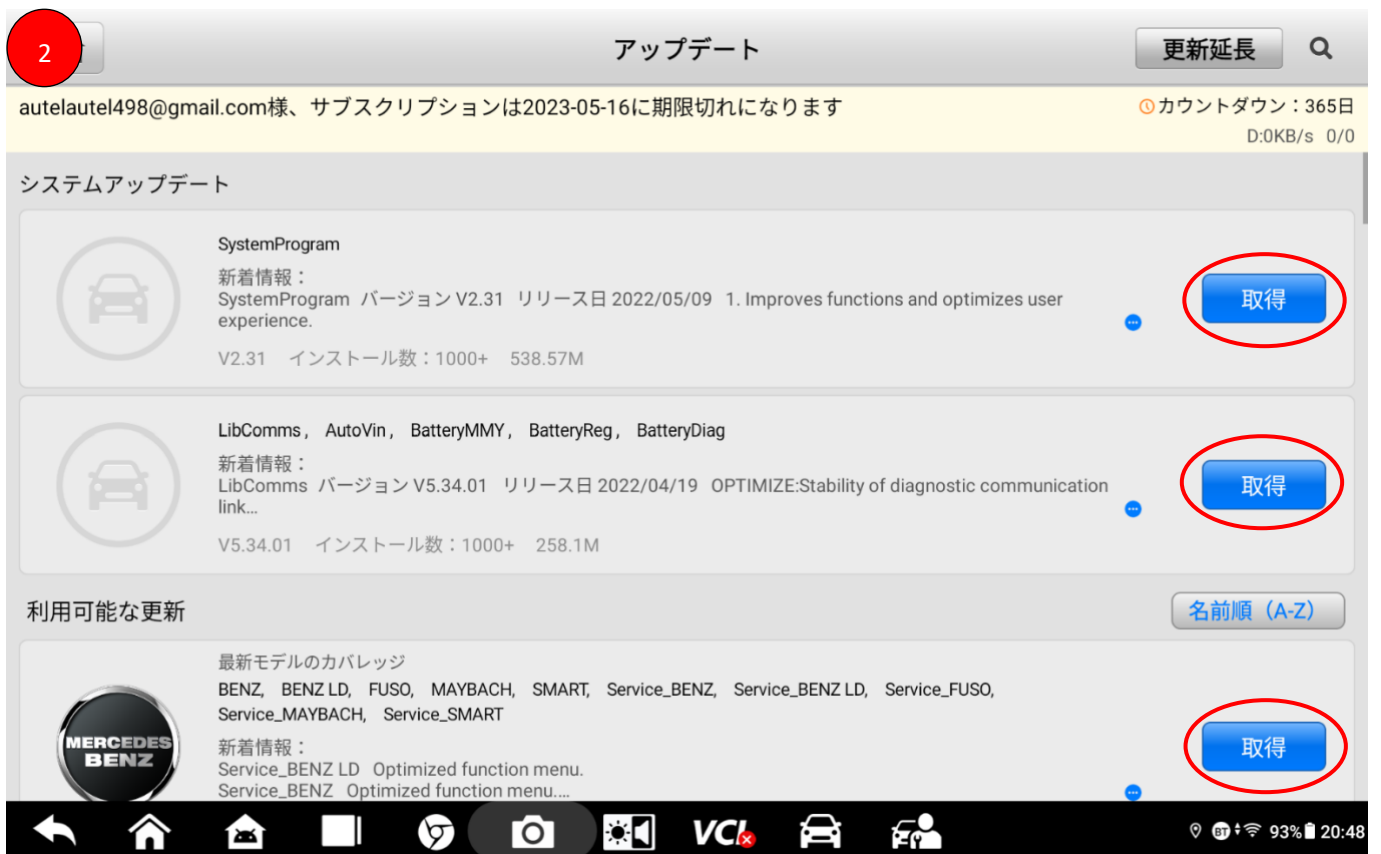 2
アップデート
更新延長
autelautel498@gmail.com様、サブスクリプションは2023-05-16に期限切れになります
カウントダウン：365日
D:0KB/s 0/0
システムアップデート
SystemProgram
新着情報：
SystemProgram バージョン V2.31 リリース日 2022/05/09 1. Improves functions and optimizes user
experience.
V2.31 インストール数：1000+ 538.57M
取得
LibComms, AutoVin, BatteryMMY, BatteryReg, BatteryDiag
新着情報：
LibComms バージョン V5.34.01 リリース日 2022/04/19 OPTIMIZE:Stability of diagnostic communication
link...
V5.34.01 インストール数：1000+ 258.1M
取得
利用可能な更新
名前順（A-Z）
最新モデルのカバレッジ
BENZ, BENZ LD, FUSO, MAYBACH, SMART, Service_BENZ, Service_BENZ LD, Service_FUSO,
Service_MAYBACH, Service_SMART
MERCEDES
BENZ
新着情報：
Service_BENZ LD Optimized function menu.
Service_BENZ Optimized function menu....
取得
VCI
BT
93%
20:48